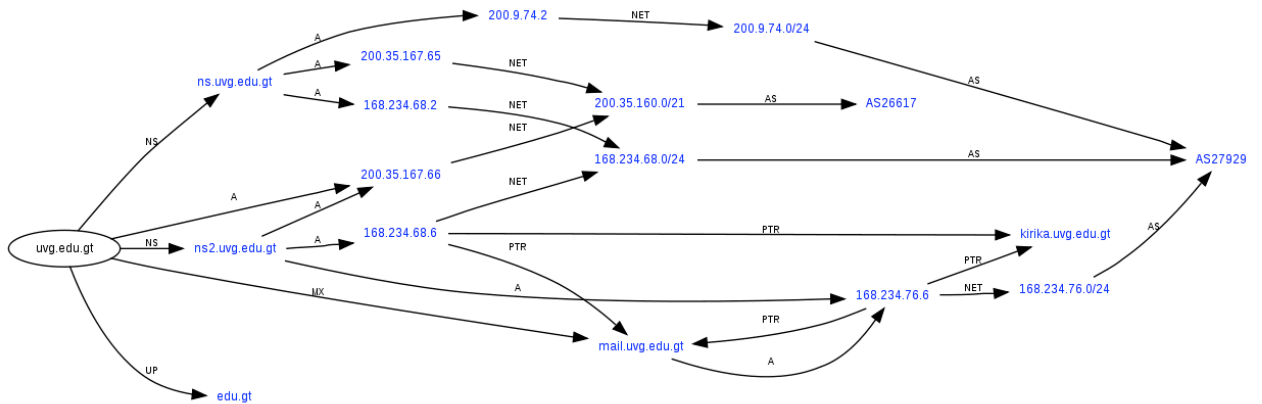 200.9.74.2
NET
200.9.74.0/24
A
200.35.167.65
A
NET
AS
ns.uvg.edu.gt
A
168.234.68.2
NET
200.35.160.0/21
AS
AS26617
NET
NS
168.234.68.0/24
AS
AS27929
200.35.167.66
NET
A
A
168.234.68.6
PTR
kirika.uvg.edu.gt
AS
uvg.edu.gt
NS
ns2.uvg.edu.gt
A
PTR
PTR
MX
A
168.234.76.6
NET
168.234.76.0/24
PTR
mail.uvg.edu.gt
A
UP
edu.gt